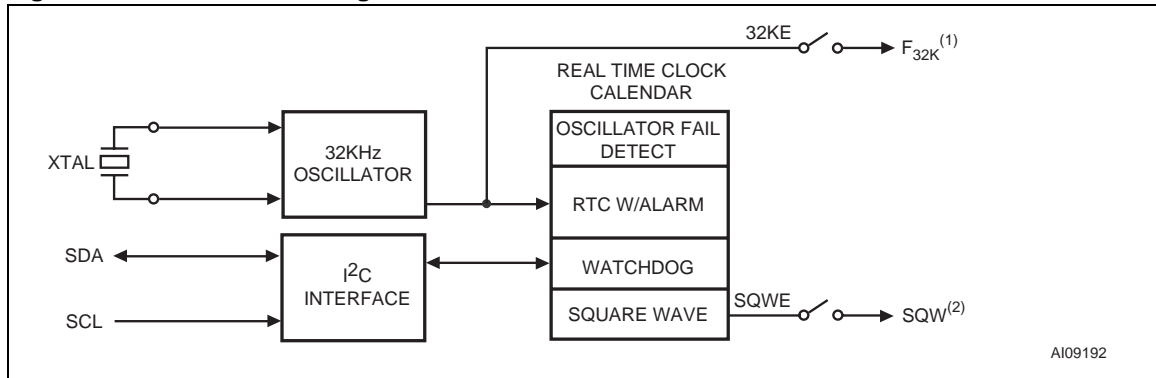 32KE
F32K(1)
REAL TIME CLOCK
CALENDAR
OSCILLATOR FAIL
DETECT
XTAL
32KHz
OSCILLATOR
RTC W/ALARM
SDA
I2C
INTERFACE
WATCHDOG
SCL
SQUARE WAVE
SQWE
SQW(2)
AI09192